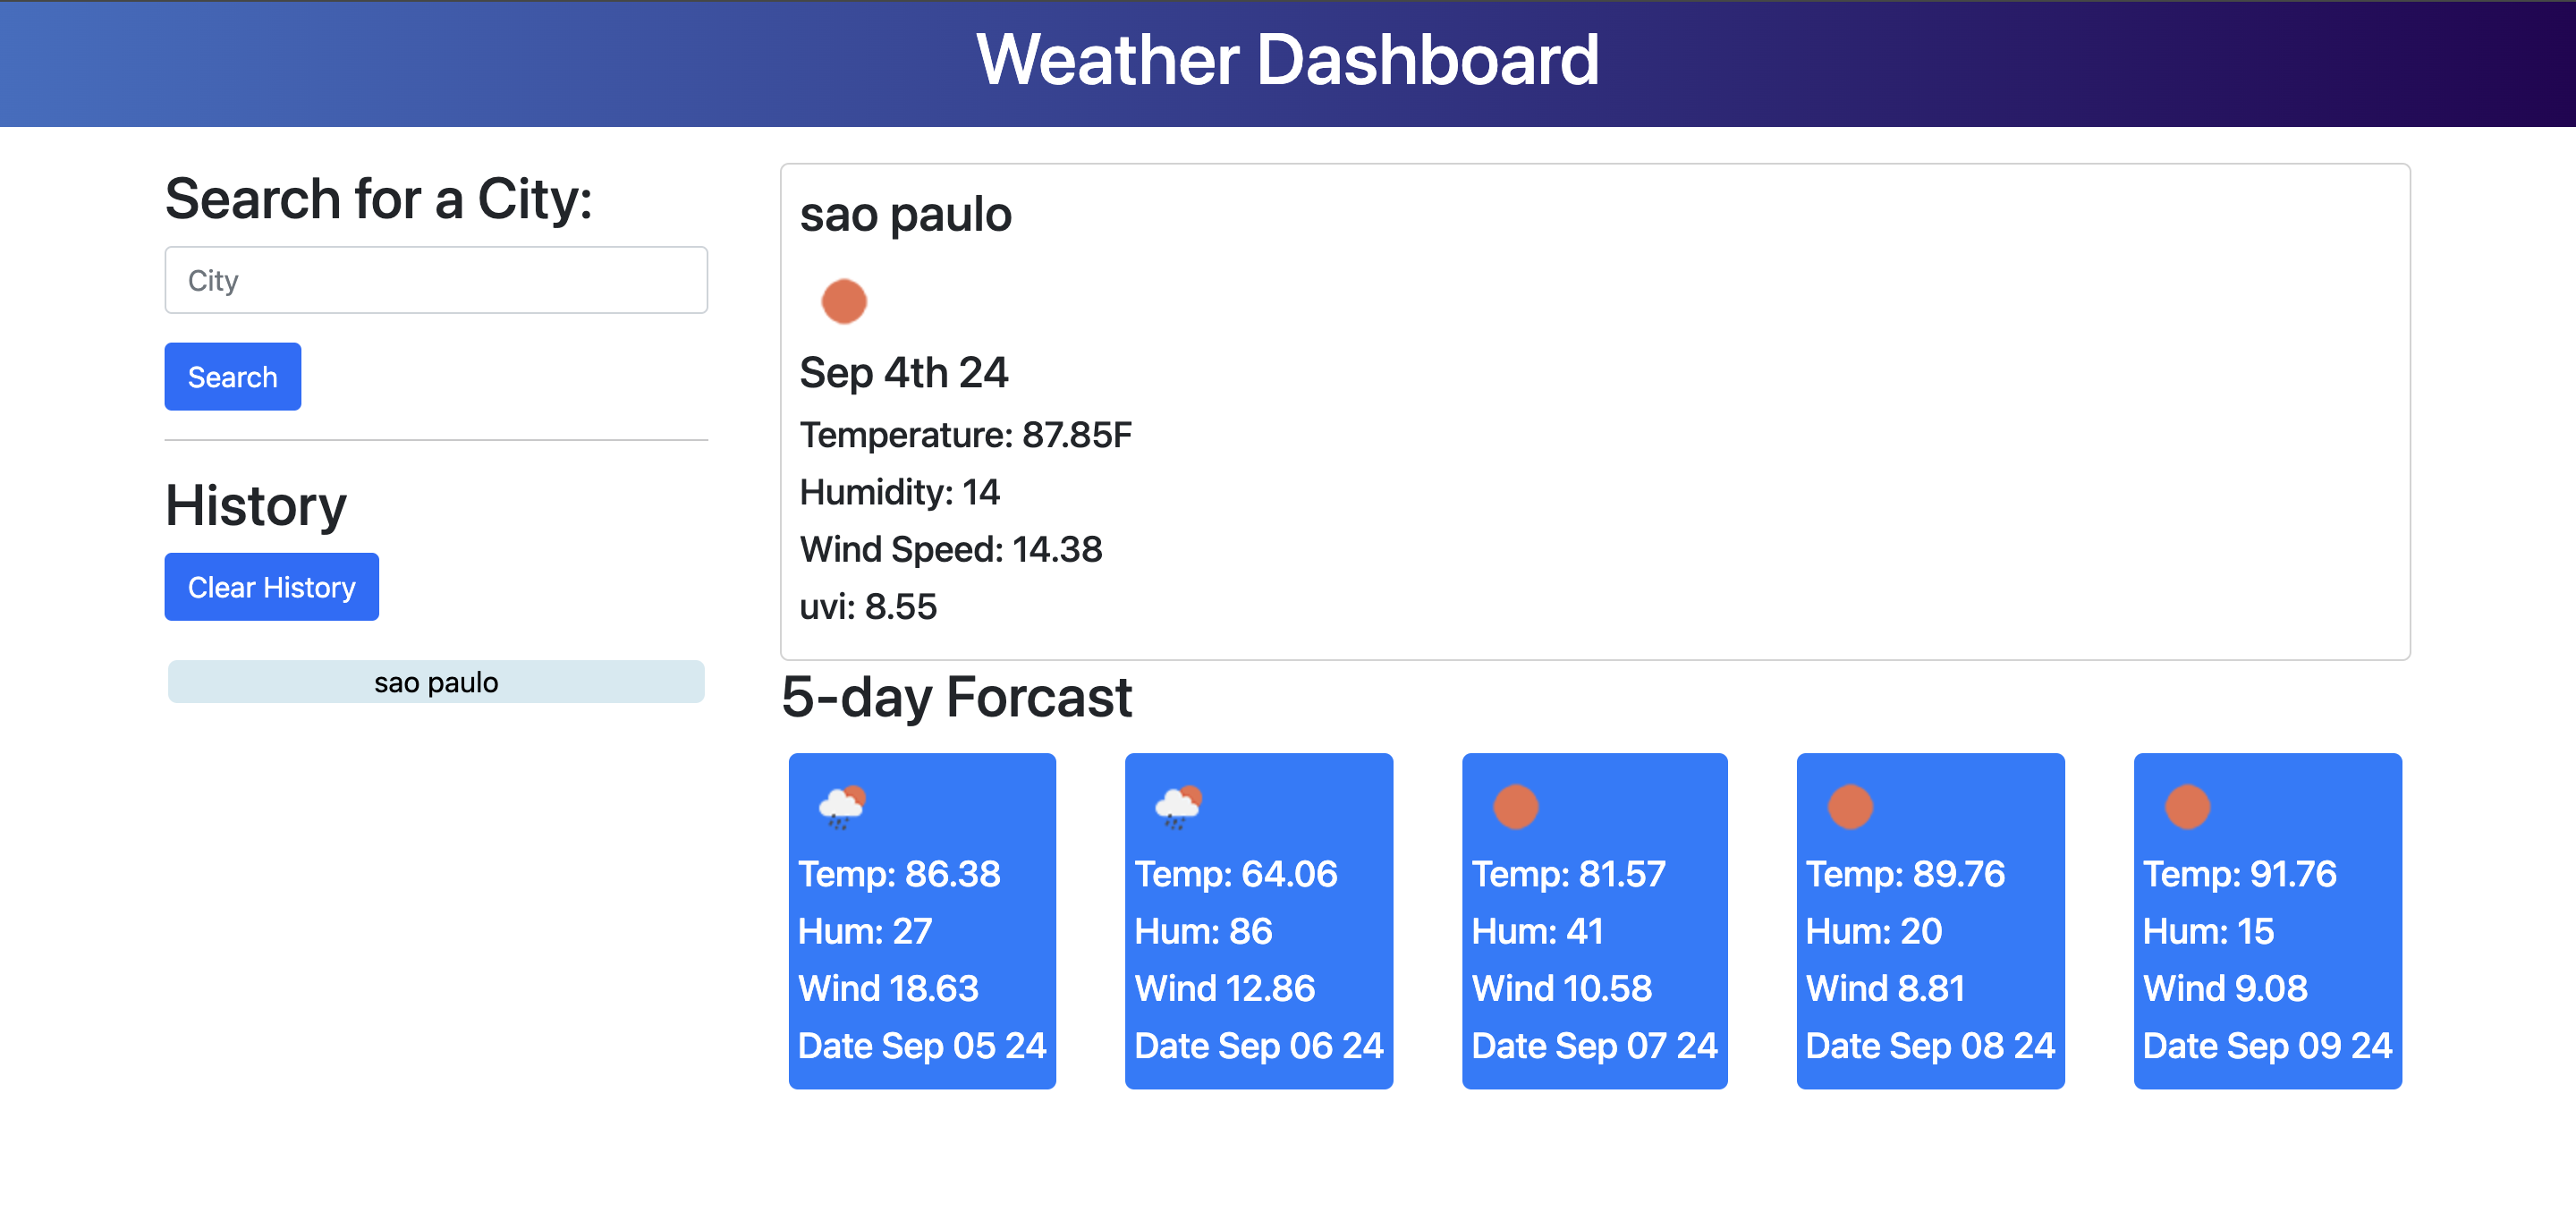 Weather Dashboard
Search for a City:
City
Search
History
Clear History
sao paulo
sao paulo
Sep 4th 24
Temperature: 87.85F
Humidity: 14
Wind Speed: 14.38
uvi: 8.55
5-day Forcast
Temp: 86.38
Hum: 27
Wind 18.63
Date Sep 05 24
Temp: 64.06
Hum: 86
Wind 12.86
Date Sep 06 24
Temp: 81.57
Hum: 41
Wind 10.58
Date Sep 07 24
Temp: 89.76
Hum: 20
Wind 8.81
Date Sep 08 24
Temp: 91.76
Hum: 15
Wind 9.08
Date Sep 09 24